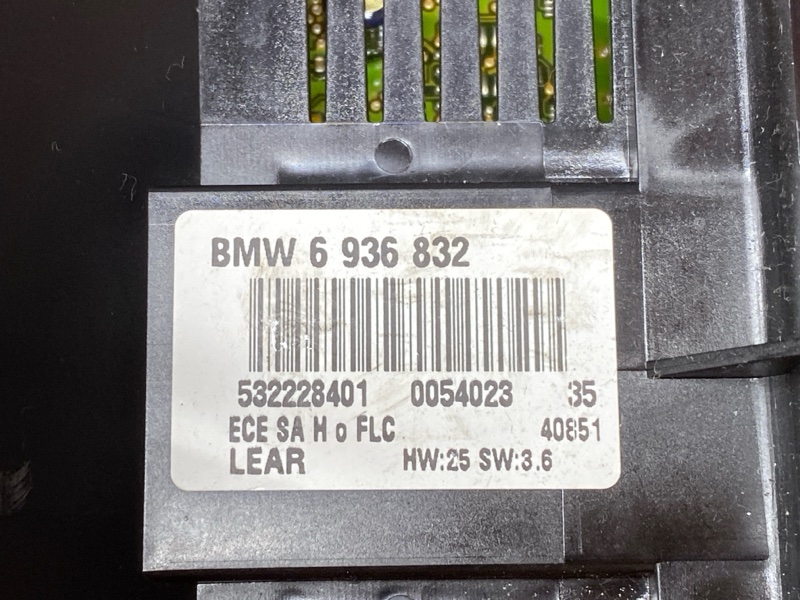 BMW 6 936 832
532228401 0054023 35
ECE SA H o FLC 40851
LEAR HW:25 SW:3.6